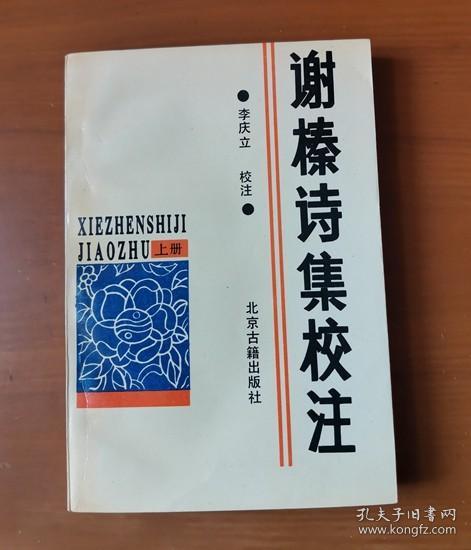 谢榛诗集校注
李庆立 校注
XIEZHENSHIJI
JIAOZHU 上册
北京古籍出版社
孔夫子旧书网
www.kongfz.com